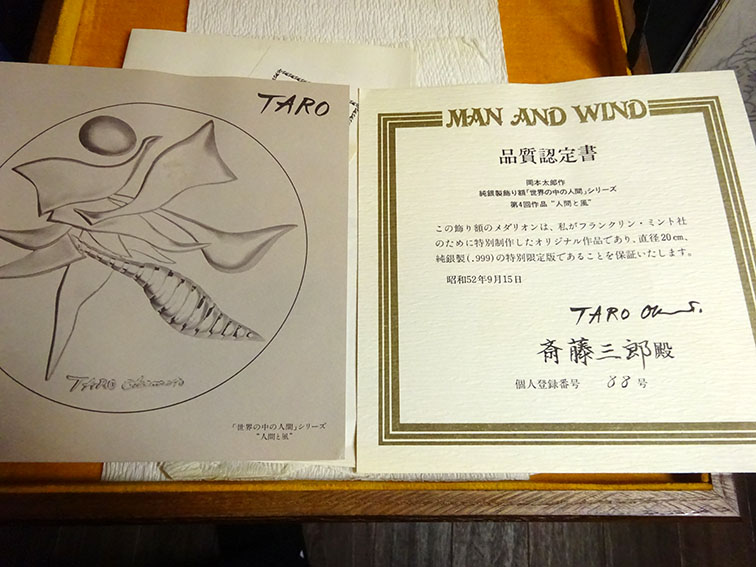 TARO
TARO Okamoto
「世界の中の人間」シリーズ
“人間と風”
MAN AND WIND
品質認定書
岡本太郎作
純銀製飾り額「世界の中の人間」シリーズ
第4回作品 “人間と風”
この飾り額のメダリオンは、私がフランクリン・ミント社
のために特別制作したオリジナル作品であり、直径20cm、
純銀製(.999)の特別限定版であることを保証いたします。
昭和52年9月15日
TARO
斎藤三郎殿
個人登録番号 88号